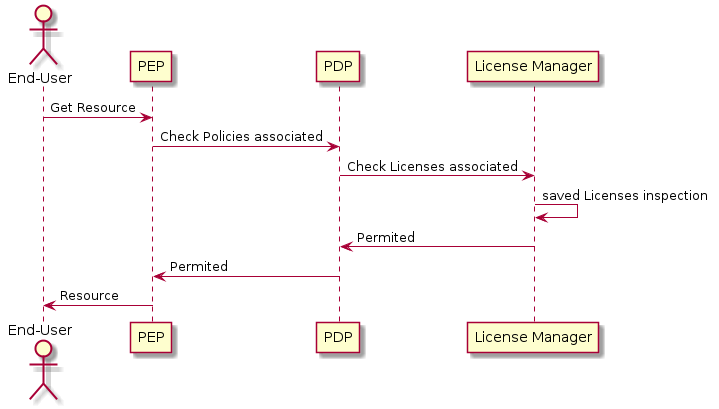 End-User
PEP
PDP
License Manager
Get Resource
Check Policies associated
Check Licenses associated
saved Licenses inspection
Permited
Permited
Resource
End-User
PEP
PDP
License Manager